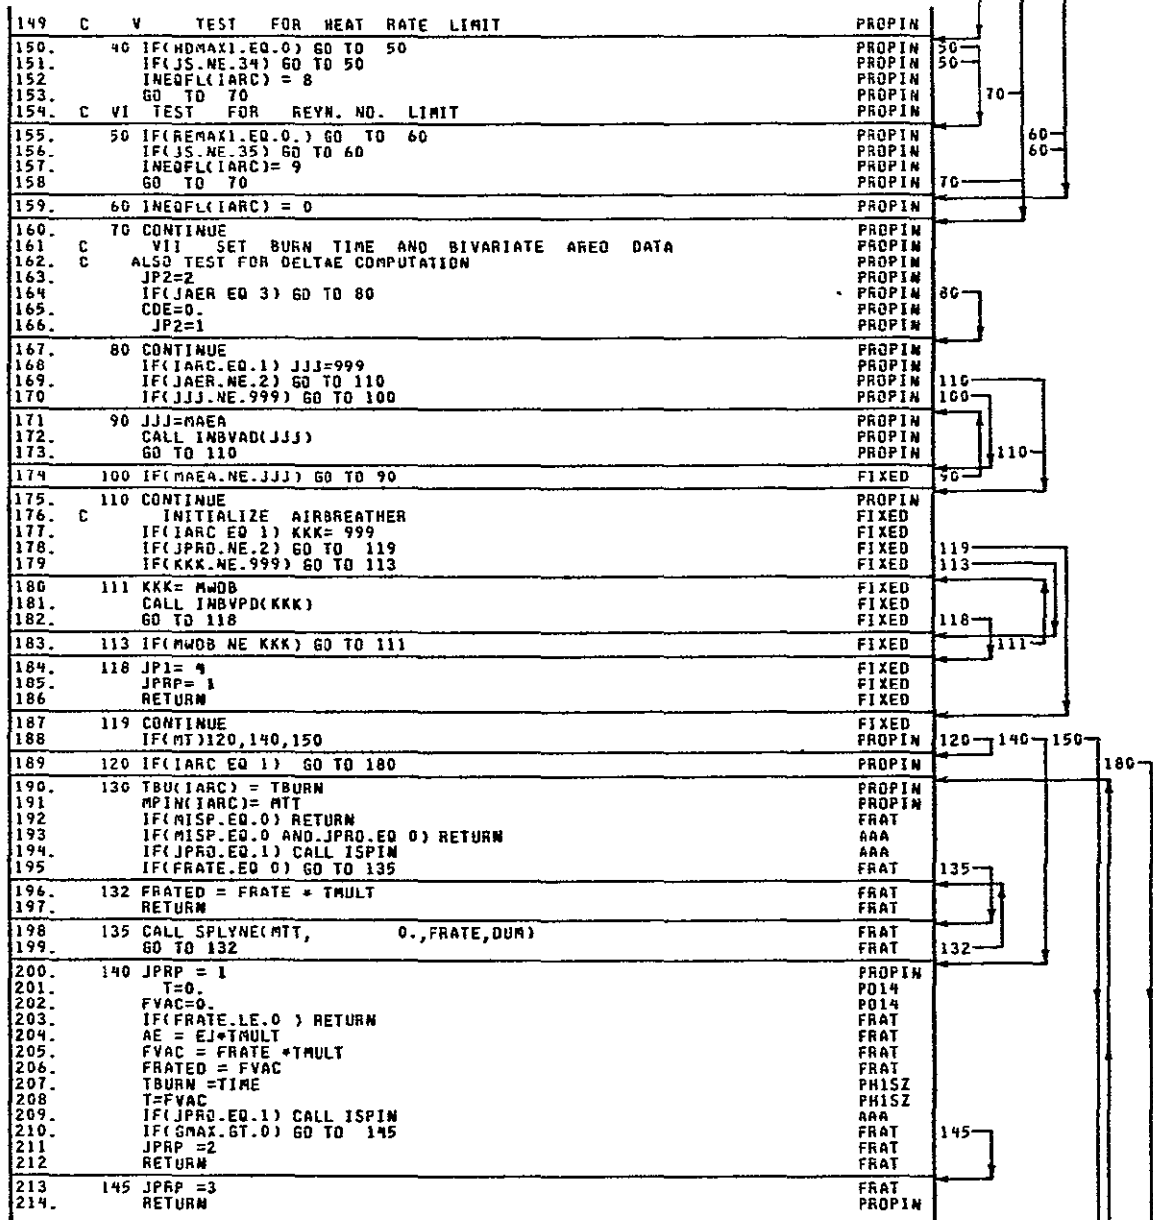 149 C V TEST FOR HEAT RATE LIMIT PROPIN
150. 40 IF(HDMAX1.EQ.0) GO TO 50 PROPIN 50
151. IF(JS.NE.34) GO TO 50 PROPIN 50
152 INEQFL(IARC) = 8 PROPIN
153. GO TO 70 PROPIN 70
154. C VI TEST FOR REYN. NO. LIMIT PROPIN
155. 50 IF(REMAX1.EQ.0.) GO TO 60 PROPIN 60
156. IF(JS.NE.35) GO TO 60 PROPIN 60
157. INEQFL(IARC)= 9 PROPIN
158 GO TO 70 PROPIN 70
159. 60 INEQFL(IARC) = 0 PROPIN
160. 70 CONTINUE PROPIN
161 C VII SET BURN TIME AND BIVARIATE AREO DATA PROPIN
162. C ALSO TEST FOR DELTAE COMPUTATION PROPIN
163. JP2=2 PROPIN
164 IF(JAER EQ 3) GO TO 80 PROPIN 80
165. CDE=0. PROPIN
166. JP2=1 PROPIN
167. 80 CONTINUE PROPIN
168 IF(IARC.EQ.1) JJJ=999 PROPIN
169. IF(JAER.NE.2) GO TO 110 PROPIN 110
170 IF(JJJ.NE.999) GO TO 100 PROPIN 100
171 90 JJJ=MAEA PROPIN
172. CALL INBVAD(JJJ) PROPIN
173. GO TO 110 PROPIN 110
174 100 IF(MAEA.NE.JJJ) GO TO 90 FIXED 90
175. 110 CONTINUE PROPIN
176. C INITIALIZE AIRBREATHER FIXED
177. IF(IARC EQ 1) KKK= 999 FIXED
178. IF(JPRO.NE.2) GO TO 119 FIXED 119
179 IF(KKK.NE.999) GO TO 113 FIXED 113
180 111 KKK= MWOB FIXED
181. CALL INBVPD(KKK) FIXED
182. GO TO 118 FIXED 118
183. 113 IF(MWOB NE KKK) GO TO 111 FIXED 111
184. 118 JP1= 4 FIXED
185. JPRP= 1 FIXED
186 RETURN FIXED
187 119 CONTINUE FIXED
188 IF(MT)120,140,150 PROPIN 120 140 150
189 120 IF(IARC EQ 1) GO TO 180 PROPIN 180
190. 130 TBU(IARC) = TBURN PROPIN
191 MPIN(IARC)= MTT PROPIN
192 IF(MISP.EQ.0) RETURN FRAT
193 IF(MISP.EQ.0 AND.JPRO.EQ 0) RETURN AAA
194. IF(JPRO.EQ.1) CALL ISPIN AAA
195 IF(FRATE.EQ 0) GO TO 135 FRAT 135
196. 132 FRATED = FRATE * TMULT FRAT
197. RETURN FRAT
198 135 CALL SPLYNE(MTT, 0.,FRATE,DUM) FRAT
199. GO TO 132 FRAT 132
200. 140 JPRP = 1 PROPIN
201. T=0. PO14
202. FVAC=0. PO14
203. IF(FRATE.LE.0 ) RETURN FRAT
204. AE = EJ*TMULT FRAT
205. FVAC = FRATE *TMULT FRAT
206. FRATED = FVAC FRAT
207. TBURN =TIME PH1SZ
208 T=FVAC PH1SZ
209. IF(JPRO.EQ.1) CALL ISPIN AAA
210. IF(GMAX.GT.0) GO TO 145 FRAT 145
211 JPRP =2 FRAT
212 RETURN FRAT
213 145 JPRP =3 FRAT
214. RETURN PROPIN